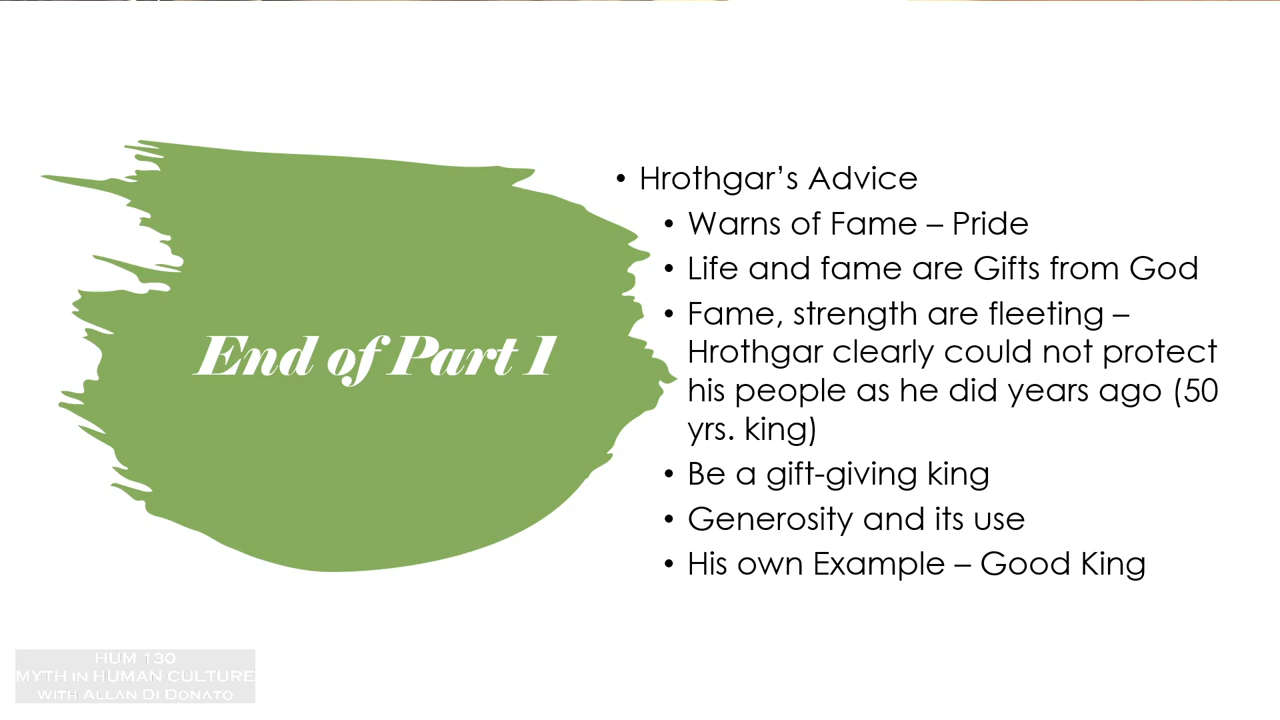 End of Part 1
• Hrothgar’s Advice
• Warns of Fame – Pride
• Life and fame are Gifts from God
• Fame, strength are fleeting –
Hrothgar clearly could not protect
his people as he did years ago (50
yrs. king)
• Be a gift-giving king
• Generosity and its use
• His own Example – Good King
HUM 130
MYTH IN HUMAN CULTURE
WITH ALLAN DI DONATO